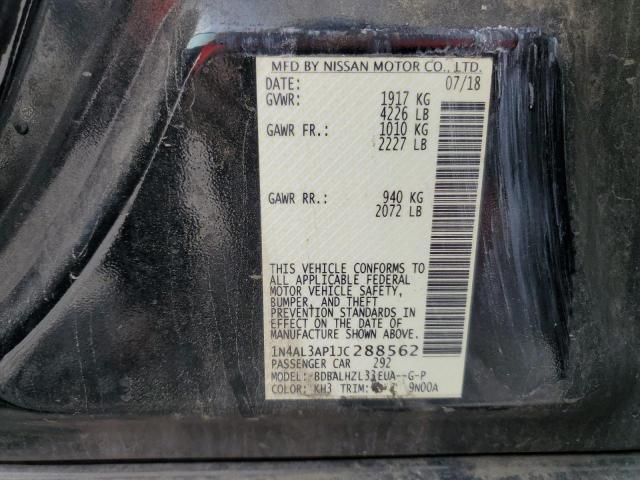 MFD BY NISSAN MOTOR CO., LTD.
DATE: 07/18
GVWR: 1917 KG
4226 LB
GAWR FR.: 1010 KG
2227 LB
GAWR RR.: 940 KG
2072 LB
THIS VEHICLE CONFORMS TO
ALL APPLICABLE FEDERAL
MOTOR VEHICLE SAFETY,
BUMPER, AND THEFT
PREVENTION STANDARDS IN
EFFECT ON THE DATE OF
MANUFACTURE SHOWN ABOVE.
1N4AL3AP1JC288562
PASSENGER CAR 292
MODEL: BDBALHZL33EUA--G-P
COLOR: KH3 TRIM: 9N00A